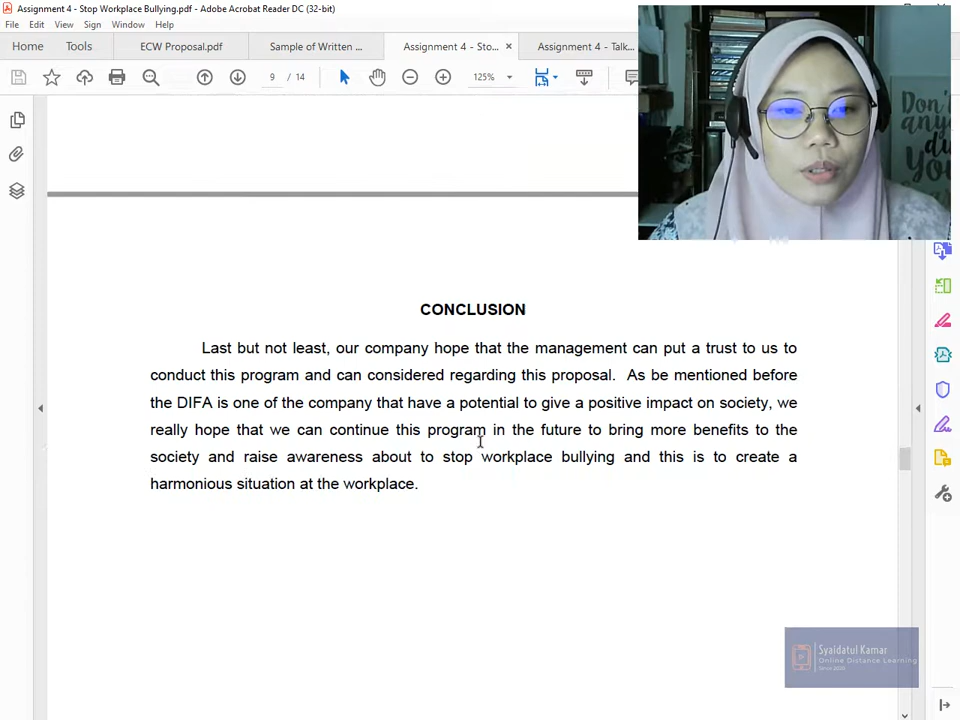 Assignment 4 - Stop Workplace Bullying.pdf - Adobe Acrobat Reader DC (32-bit)
File Edit View Sign Window Help
Home Tools ECW Proposal.pdf Sample of Written ... Assignment 4 - Sto... × Assignment 4 - Talk...
9 / 14 125%
Don't
any
du
You
CONCLUSION
Last but not least, our company hope that the management can put a trust to us to
conduct this program and can considered regarding this proposal. As be mentioned before
the DIFA is one of the company that have a potential to give a positive impact on society, we
really hope that we can continue this program in the future to bring more benefits to the
society and raise awareness about to stop workplace bullying and this is to create a
harmonious situation at the workplace.
Syaidatul Kamar
Online Distance Learning
Since 2020